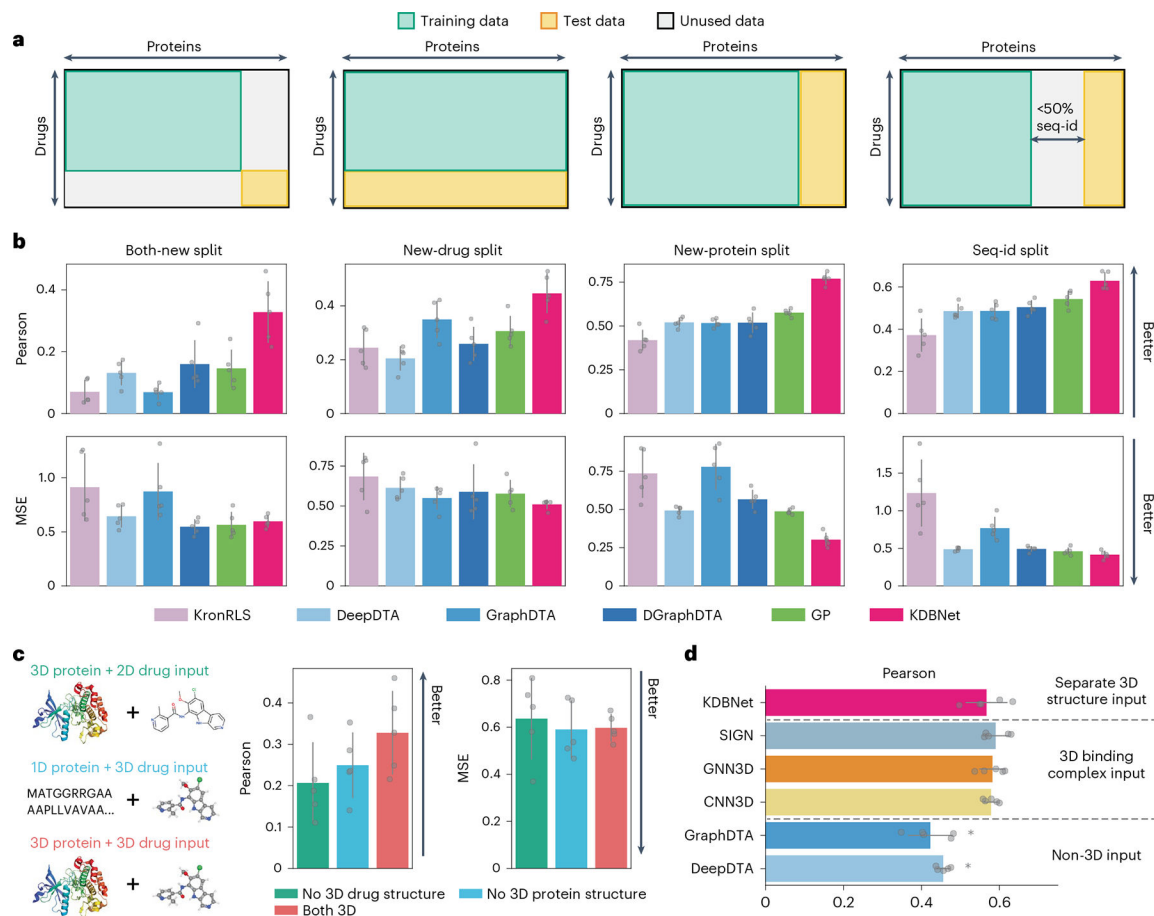 Training data
Test data
Unused data
a
Proteins
Proteins
Proteins
Proteins
Drugs
Drugs
Drugs
Drugs
<50%
seq-id
b
Both-new split
New-drug split
New-protein split
Seq-id split
Pearson
0.4
0.2
0
0.4
0.2
0
0.75
0.50
0.25
0
0.6
0.4
0.2
0
Better
MSE
1.0
0.5
0
0.75
0.50
0.25
0
0.75
0.50
0.25
0
1.5
1.0
0.5
0
Better
KronRLS
DeepDTA
GraphDTA
DGraphDTA
GP
KDBNet
c
3D protein + 2D drug input
+
1D protein + 3D drug input
MATGGRRGAA
AAPLLVAVAA...
+
3D protein + 3D drug input
+
Pearson
0.4
0.3
0.2
0.1
0
Better
MSE
0.8
0.6
0.4
0.2
0
Better
No 3D drug structure
No 3D protein structure
Both 3D
d
Pearson
KDBNet
SIGN
GNN3D
CNN3D
GraphDTA
*
DeepDTA
*
0
0.4
0.6
Separate 3D
structure input
3D binding
complex input
Non-3D input